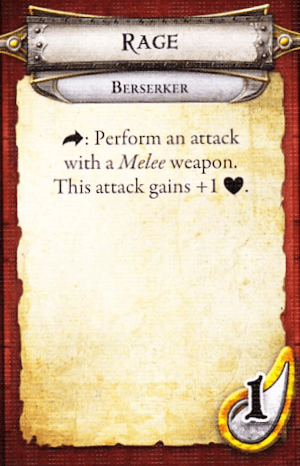 RAGE
BERSERKER
: Perform an attack
with a Melee weapon.
This attack gains +1 ♥.
1